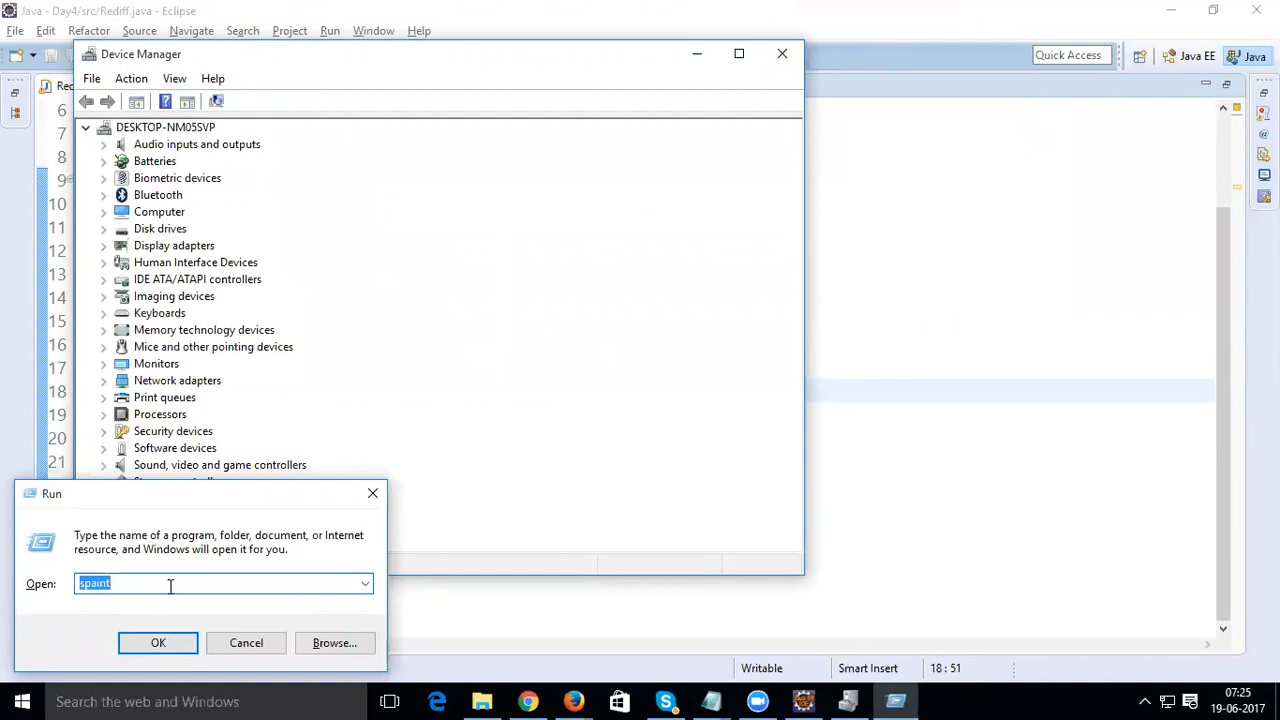 Java - Day4/src/Rediff.java - Eclipse
File Edit Refactor Source Navigate Search Project Run Window Help
Quick Access
Java EE
Java
Device Manager
File Action View Help
6
7
8
9
10
11
12
13
14
15
16
17
18
19
20
21
DESKTOP-NM05SVP
Audio inputs and outputs
Batteries
Biometric devices
Bluetooth
Computer
Disk drives
Display adapters
Human Interface Devices
IDE ATA/ATAPI controllers
Imaging devices
Keyboards
Memory technology devices
Mice and other pointing devices
Monitors
Network adapters
Print queues
Processors
Security devices
Software devices
Sound, video and game controllers
Run
Type the name of a program, folder, document, or Internet
resource, and Windows will open it for you.
Open: spaint
OK Cancel Browse...
Writable Smart Insert 18 : 51
Search the web and Windows
07:25
19-06-2017